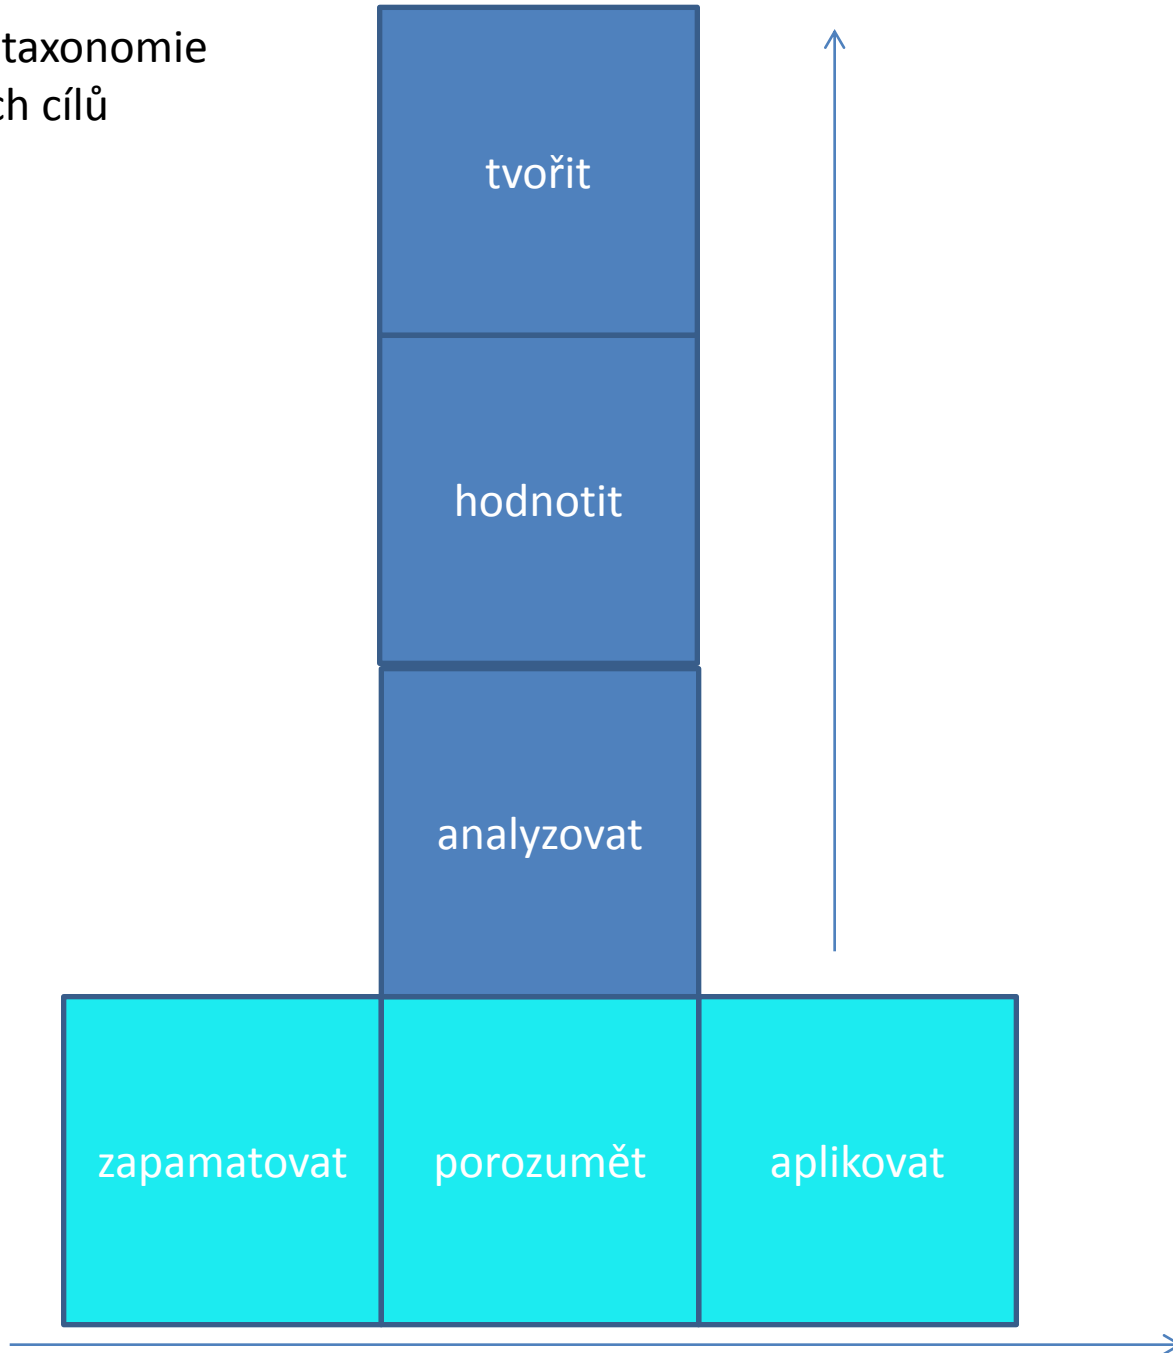 taxonomie
ch cílů
tvořit
hodnotit
analyzovat
zapamatovat porozumět aplikovat